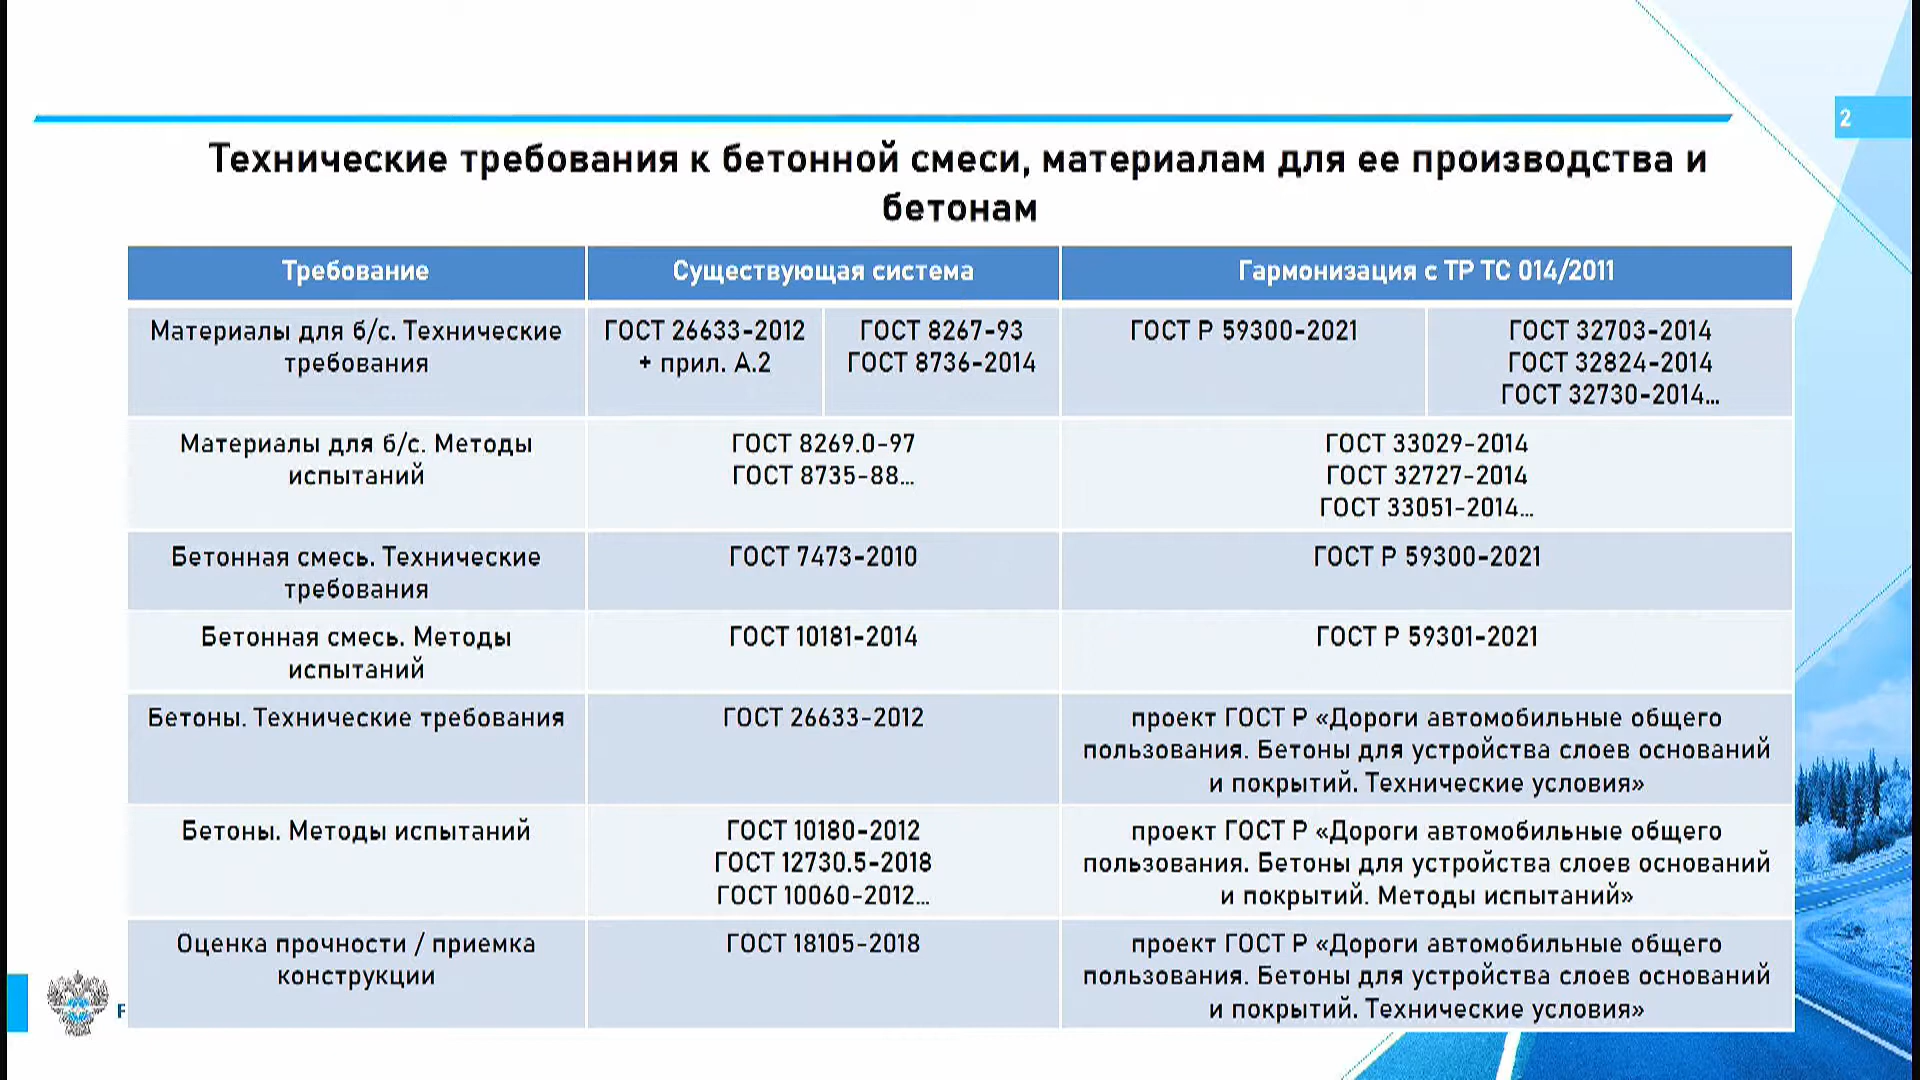 2
Технические требования к бетонной смеси, материалам для ее производства и
бетонам
Требование
Существующая система
Гармонизация с ТР ТС 014/2011
Материалы для б/с. Технические
требования
ГОСТ 26633-2012
+ прил. А.2
ГОСТ 8267-93
ГОСТ 8736-2014
ГОСТ Р 59300-2021
ГОСТ 32703-2014
ГОСТ 32824-2014
ГОСТ 32730-2014...
Материалы для б/с. Методы
испытаний
ГОСТ 8269.0-97
ГОСТ 8735-88...
ГОСТ 33029-2014
ГОСТ 32727-2014
ГОСТ 33051-2014...
Бетонная смесь. Технические
требования
ГОСТ 7473-2010
ГОСТ Р 59300-2021
Бетонная смесь. Методы
испытаний
ГОСТ 10181-2014
ГОСТ Р 59301-2021
Бетоны. Технические требования
ГОСТ 26633-2012
проект ГОСТ Р «Дороги автомобильные общего
пользования. Бетоны для устройства слоев оснований
и покрытий. Технические условия»
Бетоны. Методы испытаний
ГОСТ 10180-2012
ГОСТ 12730.5-2018
ГОСТ 10060-2012...
проект ГОСТ Р «Дороги автомобильные общего
пользования. Бетоны для устройства слоев оснований
и покрытий. Методы испытаний»
Оценка прочности / приемка
конструкции
ГОСТ 18105-2018
проект ГОСТ Р «Дороги автомобильные общего
пользования. Бетоны для устройства слоев оснований
и покрытий. Технические условия»